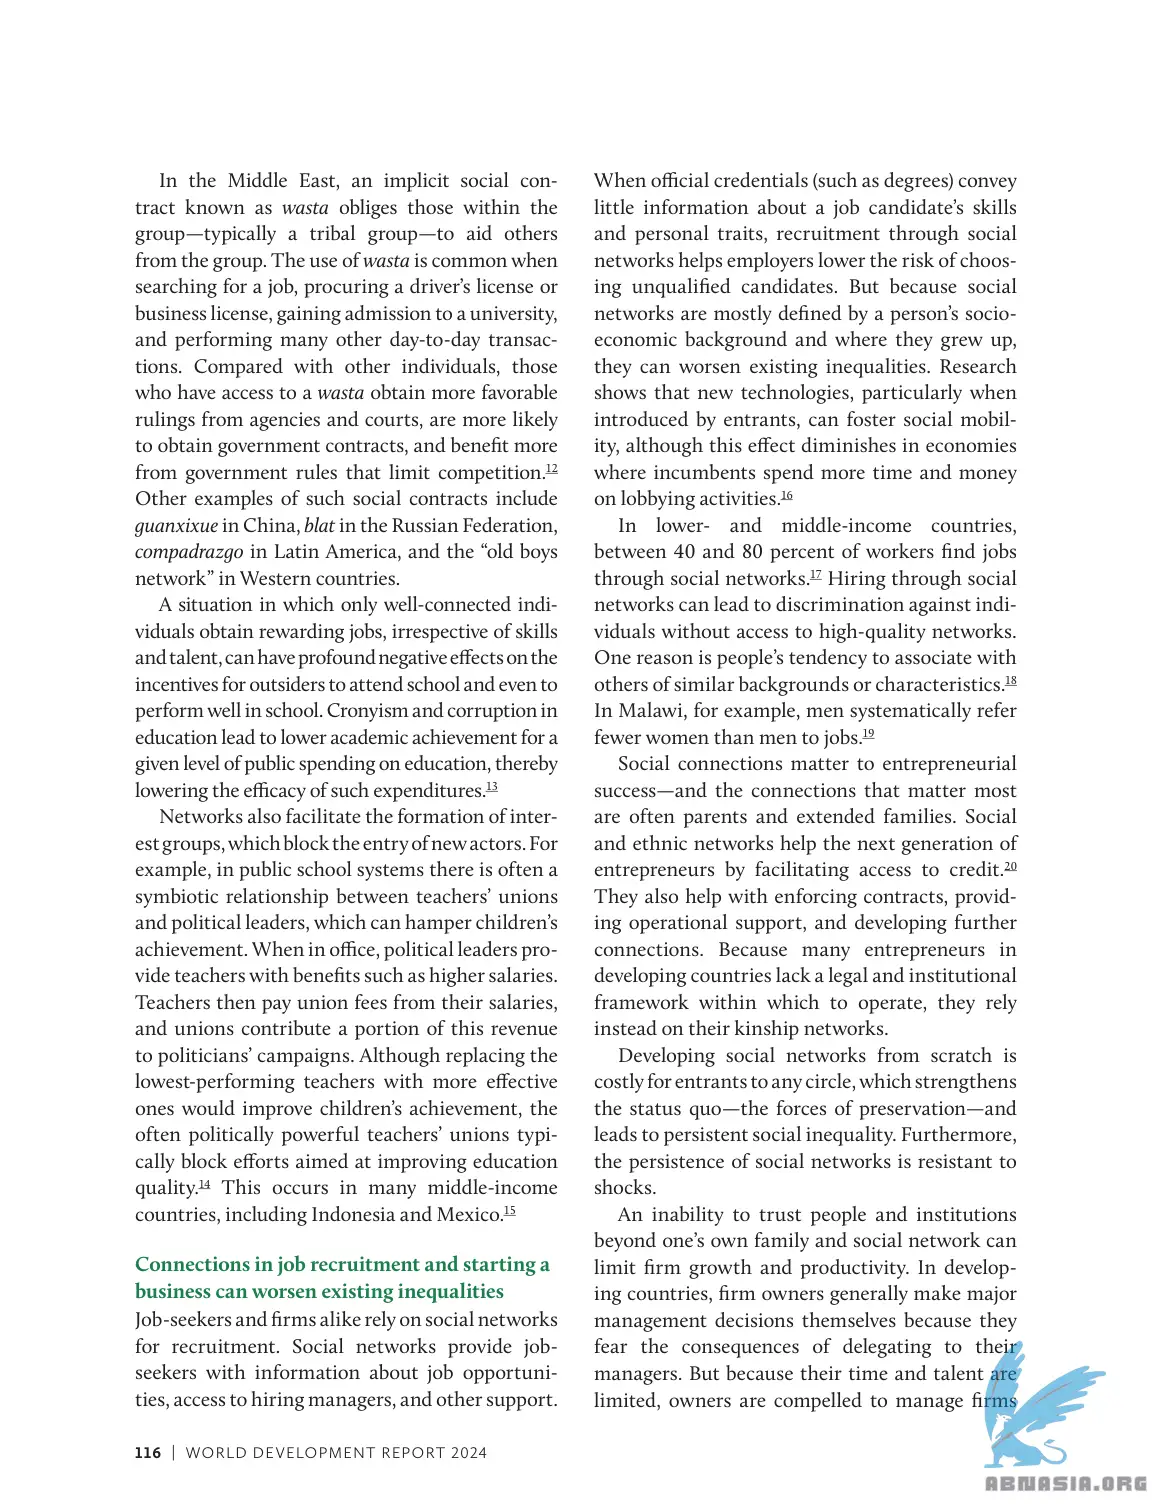 In the Middle East, an implicit social con-
tract known as wasta obliges those within the
group—typically a tribal group—to aid others
from the group. The use of wasta is common when
searching for a job, procuring a driver's license or
business license, gaining admission to a university,
and performing many other day-to-day transac-
tions. Compared with other individuals, those
who have access to a wasta obtain more favorable
rulings from agencies and courts, are more likely
to obtain government contracts, and benefit more
from government rules that limit competition.12
Other examples of such social contracts include
guanxixue in China, blat in the Russian Federation,
compadrazgo in Latin America, and the “old boys
network” in Western countries.
A situation in which only well-connected indi-
viduals obtain rewarding jobs, irrespective of skills
and talent, can have profound negative effects on the
incentives for outsiders to attend school and even to
perform well in school. Cronyism and corruption in
education lead to lower academic achievement for a
given level of public spending on education, thereby
lowering the efficacy of such expenditures.13
Networks also facilitate the formation of inter-
est groups, which block the entry of new actors. For
example, in public school systems there is often a
symbiotic relationship between teachers' unions
and political leaders, which can hamper children's
achievement. When in office, political leaders pro-
vide teachers with benefits such as higher salaries.
Teachers then pay union fees from their salaries,
and unions contribute a portion of this revenue
to politicians' campaigns. Although replacing the
lowest-performing teachers with more effective
ones would improve children's achievement, the
often politically powerful teachers' unions typi-
cally block efforts aimed at improving education
quality.14 This occurs in many middle-income
countries, including Indonesia and Mexico.15
Connections in job recruitment and starting a
business can worsen existing inequalities
Job-seekers and firms alike rely on social networks
for recruitment. Social networks provide job-
seekers with information about job opportuni-
ties, access to hiring managers, and other support.
When official credentials (such as degrees) convey
little information about a job candidate's skills
and personal traits, recruitment through social
networks helps employers lower the risk of choos-
ing unqualified candidates. But because social
networks are mostly defined by a person's socio-
economic background and where they grew up,
they can worsen existing inequalities. Research
shows that new technologies, particularly when
introduced by entrants, can foster social mobil-
ity, although this effect diminishes in economies
where incumbents spend more time and money
on lobbying activities.16
In lower- and middle-income countries,
between 40 and 80 percent of workers find jobs
through social networks.17 Hiring through social
networks can lead to discrimination against indi-
viduals without access to high-quality networks.
One reason is people's tendency to associate with
others of similar backgrounds or characteristics.18
In Malawi, for example, men systematically refer
fewer women than men to jobs.19
Social connections matter to entrepreneurial
success—and the connections that matter most
are often parents and extended families. Social
and ethnic networks help the next generation of
entrepreneurs by facilitating access to credit.20
They also help with enforcing contracts, provid-
ing operational support, and developing further
connections. Because many entrepreneurs in
developing countries lack a legal and institutional
framework within which to operate, they rely
instead on their kinship networks.
Developing social networks from scratch is
costly for entrants to any circle, which strengthens
the status quo—the forces of preservation—and
leads to persistent social inequality. Furthermore,
the persistence of social networks is resistant to
shocks.
An inability to trust people and institutions
beyond one's own family and social network can
limit firm growth and productivity. In develop-
ing countries, firm owners generally make major
management decisions themselves because they
fear the consequences of delegating to their
managers. But because their time and talent are
limited, owners are compelled to manage firms
116 | WORLD DEVELOPMENT REPORT 2024
ABNASIA.ORG